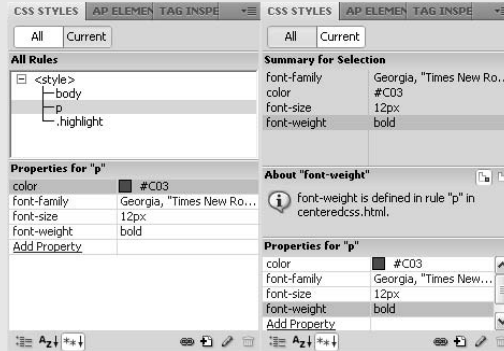 CSS STYLES AP ELEMEN TAG INSPE
All Current
All Rules
<style>
body
p
.highlight
Properties for "p"
color #C03
font-family Georgia, "Times New Ro...
font-size 12px
font-weight bold
Add Property
CSS STYLES AP ELEMEN TAG INSPE
All Current
Summary for Selection
font-family Georgia, "Times New Ro..
color #C03
font-size 12px
font-weight bold
About "font-weight"
font-weight is defined in rule "p" in
centeredcss.html.
Properties for "p"
color #C03
font-family Georgia, "Times New...
font-size 12px
font-weight bold
Add Property